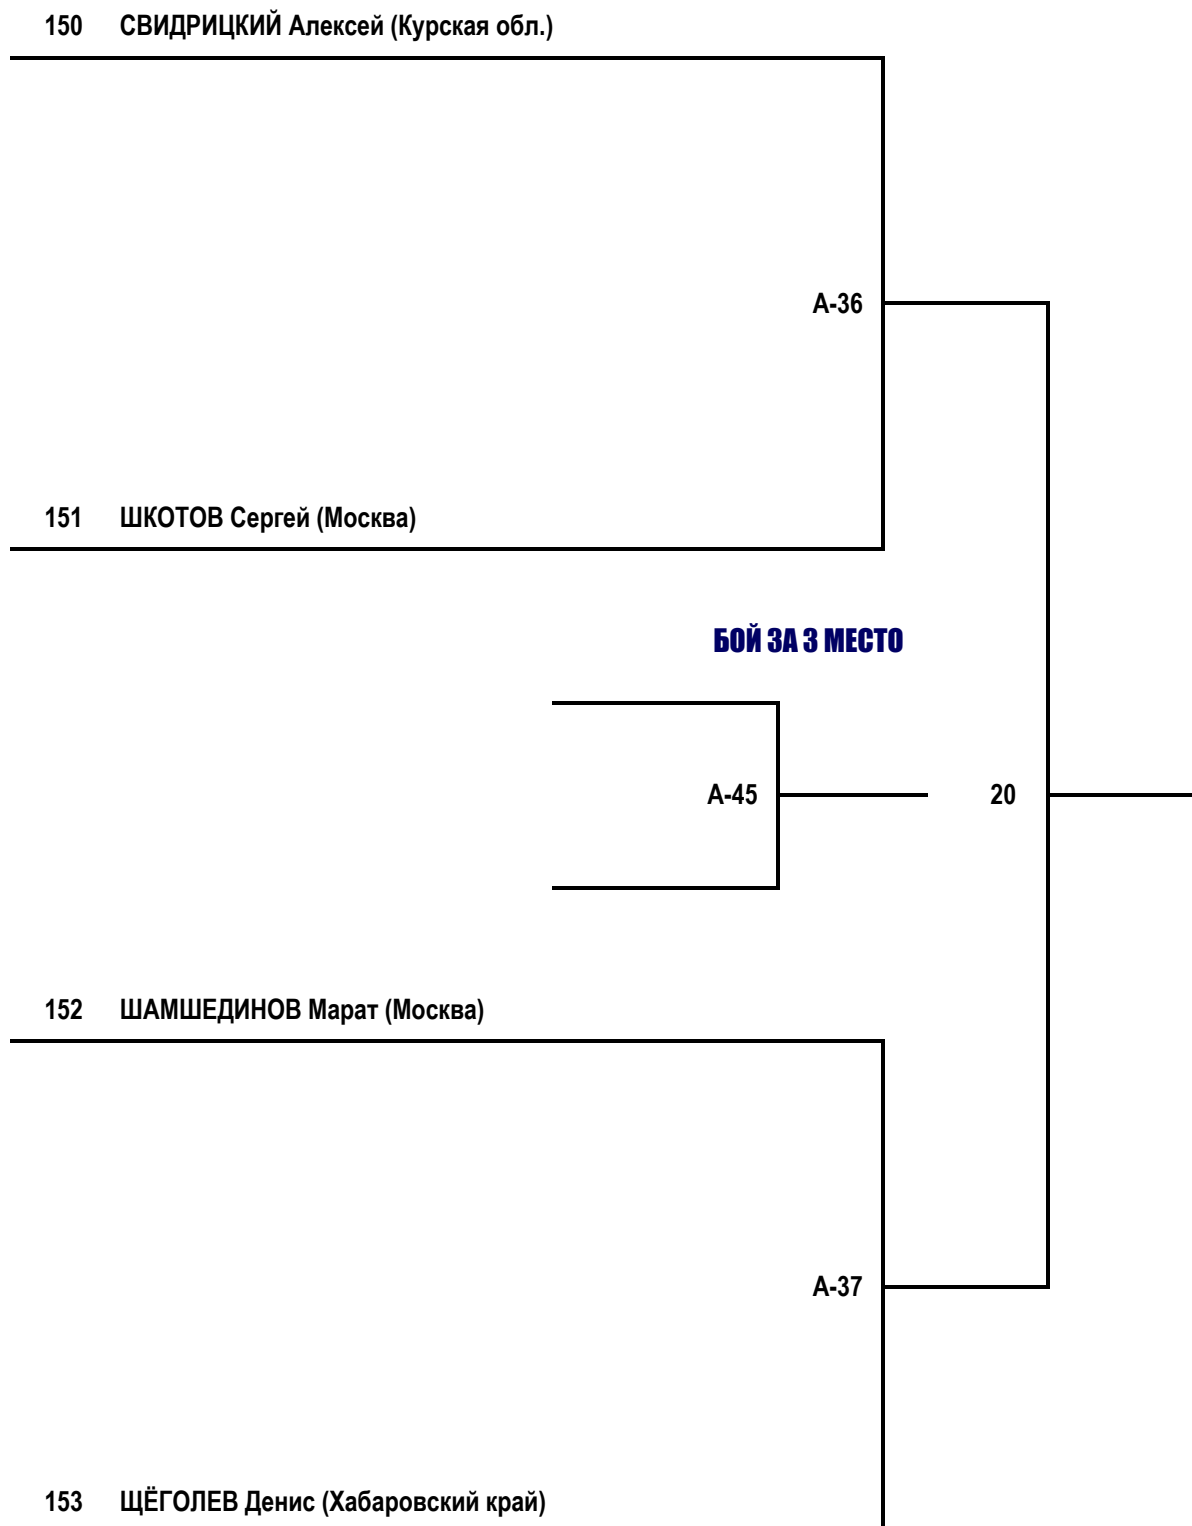 150 СВИДРИЦКИЙ Алексей (Курская обл.)
А-36
151 ШКОТОВ Сергей (Москва)
БОЙ ЗА 3 МЕСТО
А-45 20
152 ШАМШЕДИНОВ Марат (Москва)
А-37
153 ЩЁГОЛЕВ Денис (Хабаровский край)